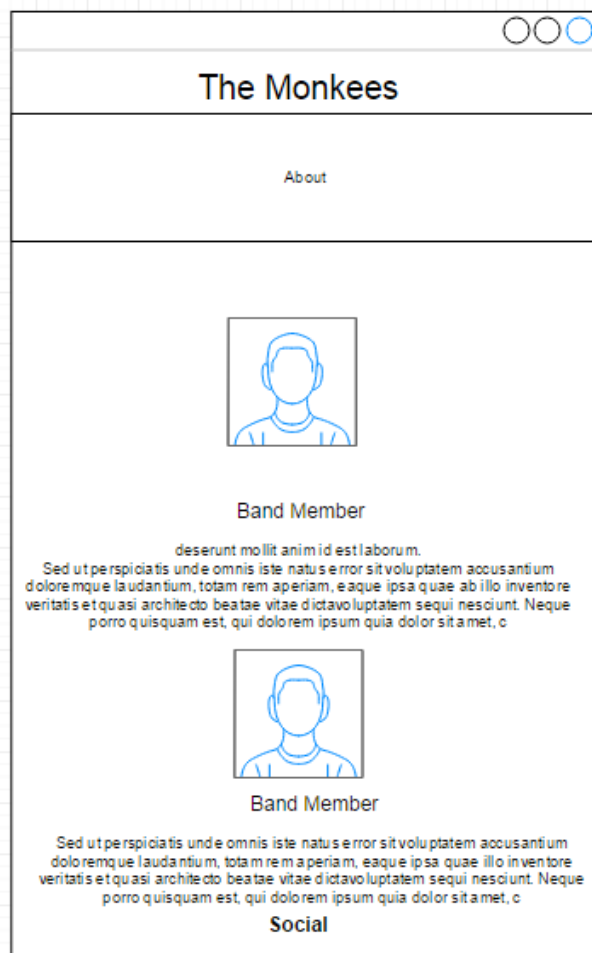 The Monkees
About
Band Member
deserunt mollit anim id est laborum.
Sed ut perspiciatis unde omnis iste natus error sit voluptatem accusantium
doloremque laudantium, totam rem aperiam, eaque ipsa quae ab illo inventore
veritatis et quasi architecto beatae vitae dictavoluptatem sequi nesciunt. Neque
porro quisquam est, qui dolorem ipsum quia dolor sit amet, c
Band Member
Sed ut perspiciatis unde omnis iste natus error sit voluptatem accusantium
doloremque laudantium, totam rem aperiam, eaque ipsa quae illo inventore
veritatis et quasi architecto beatae vitae dictavoluptatem sequi nesciunt. Neque
porro quisquam est, qui dolorem ipsum quia dolor sit amet, c
Social